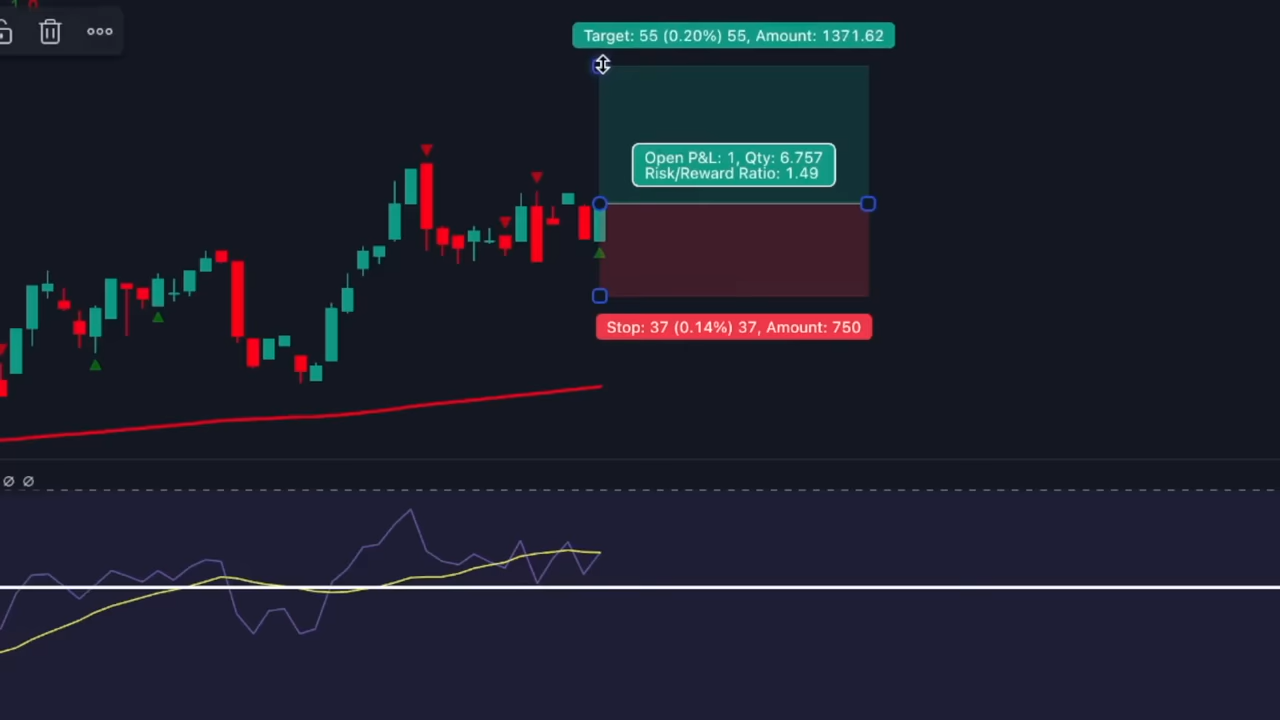 Target: 55 (0.20%) 55, Amount: 1371.62
Open P&L: 1, Qty: 6.757
Risk/Reward Ratio: 1.49
Stop: 37 (0.14%) 37, Amount: 750
∅ ∅